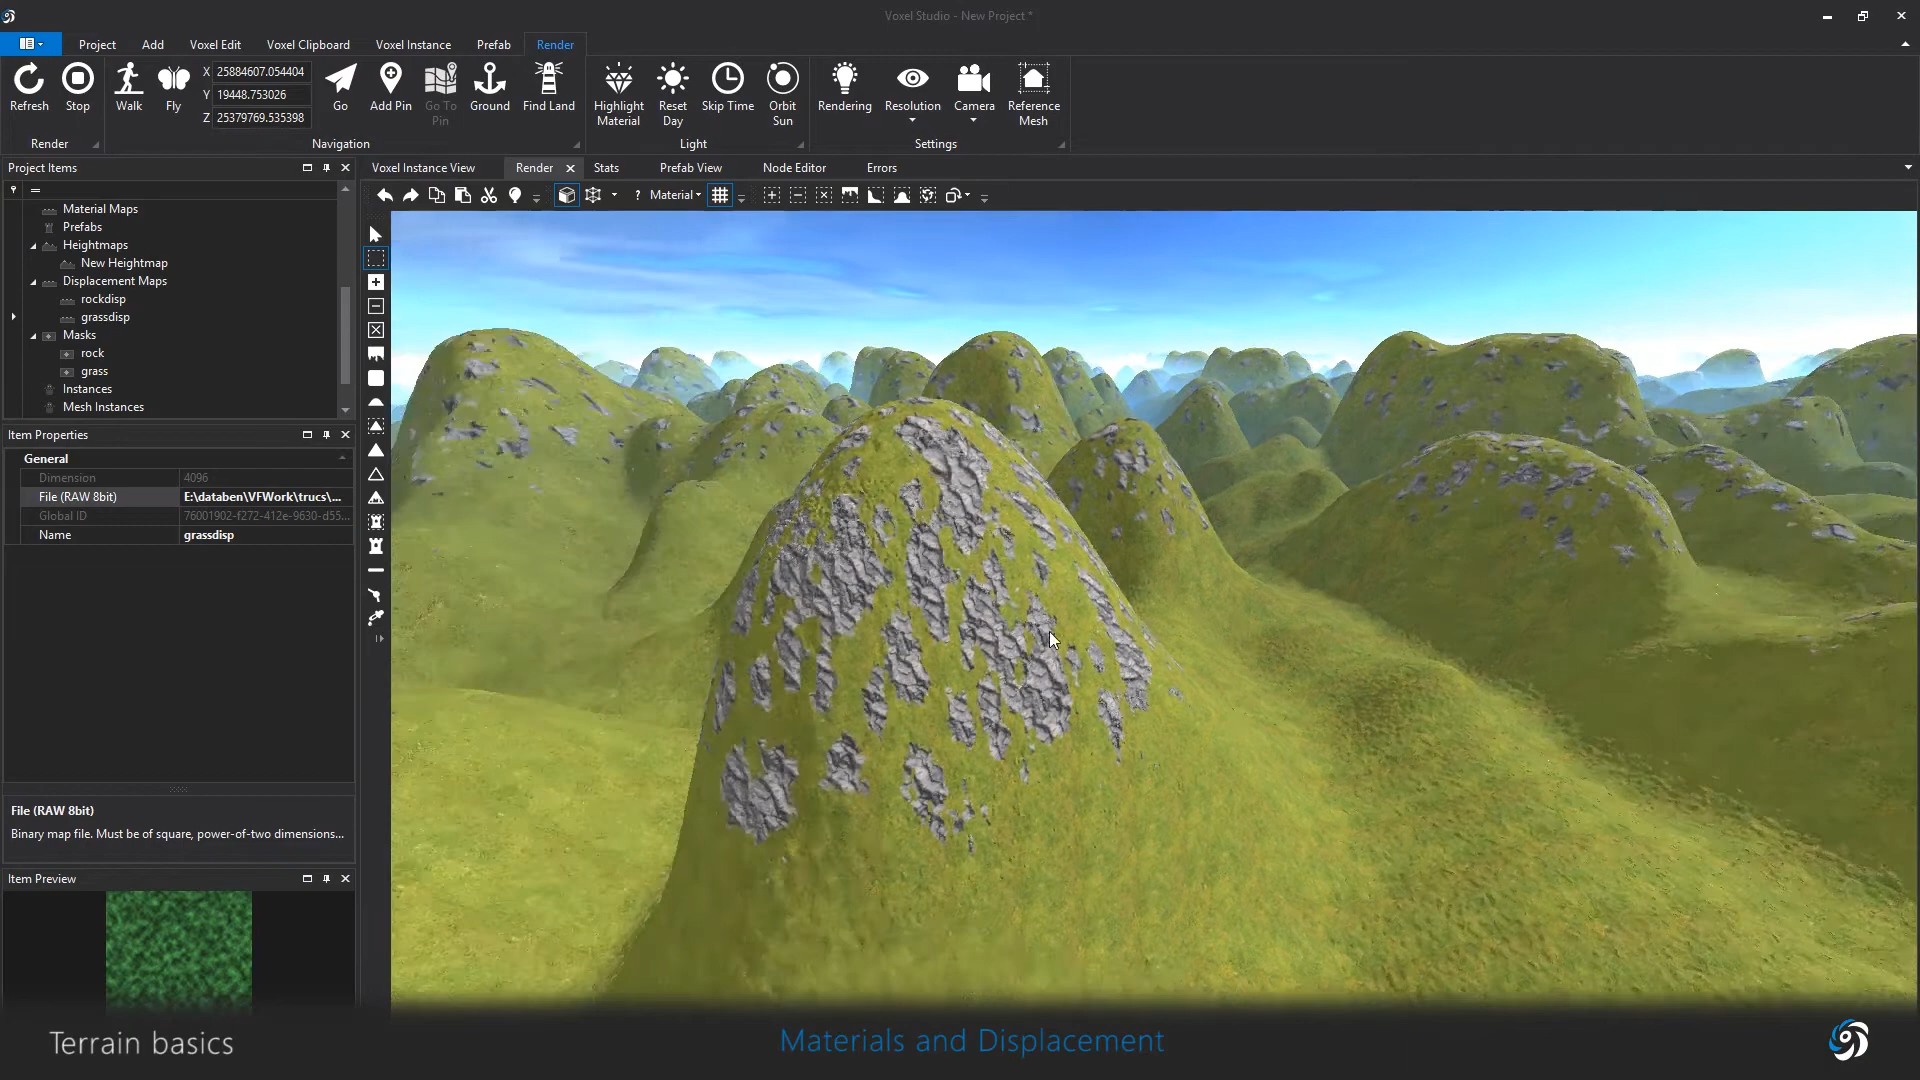 Voxel Studio - New Project *
Project Add Voxel Edit Voxel Clipboard Voxel Instance Prefab Render
X 25884607.054404
Y 19448.753026
Z 25379769.535398
Refresh Stop Walk Fly Go Add Pin Go To Pin Ground Find Land Highlight Material Reset Day Skip Time Orbit Sun Rendering Resolution Camera Reference Mesh
Render Navigation Light Settings
Project Items
Voxel Instance View Render Stats Prefab View Node Editor Errors
? Material
Material Maps
Prefabs
Heightmaps
New Heightmap
Displacement Maps
rockdisp
grassdisp
Masks
rock
grass
Instances
Mesh Instances
Item Properties
General
Dimension 4096
File (RAW 8bit) E:\databen\VFWork\trucs\...
Global ID 76001902-f272-412e-9630-d55...
Name grassdisp
File (RAW 8bit)
Binary map file. Must be of square, power-of-two dimensions...
Item Preview
Terrain basics
Materials and Displacement